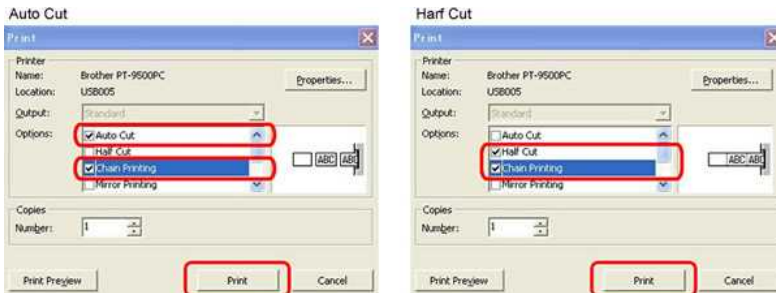 Auto Cut
Print
Printer
Name: Brother PT-9500PC
Properties...
Location: USB005
Output: Standard
Options: Auto Cut
Half Cut
Chain Printing
Mirror Printing
ABC ABC
Copies
Number: 1
Print Preview Print Cancel
Harf Cut
Print
Printer
Name: Brother PT-9500PC
Properties...
Location: USB005
Output: Standard
Options: Auto Cut
Half Cut
Chain Printing
Mirror Printing
ABC ABC
Copies
Number: 1
Print Preview Print Cancel